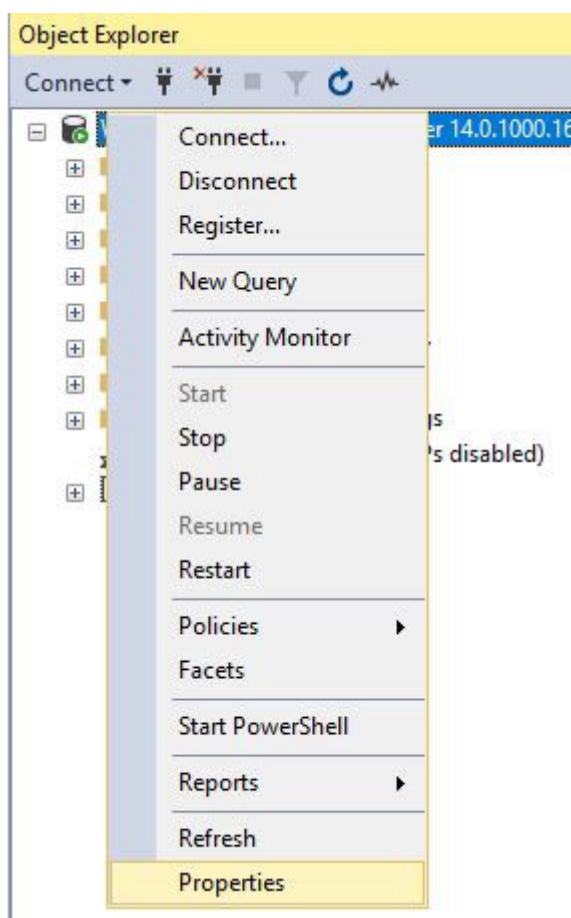 Object Explorer
Connect
er 14.0.1000.16
Connect...
Disconnect
Register...
New Query
Activity Monitor
Start
Stop
gs
Pause
's disabled)
Resume
Restart
Policies
Facets
Start PowerShell
Reports
Refresh
Properties